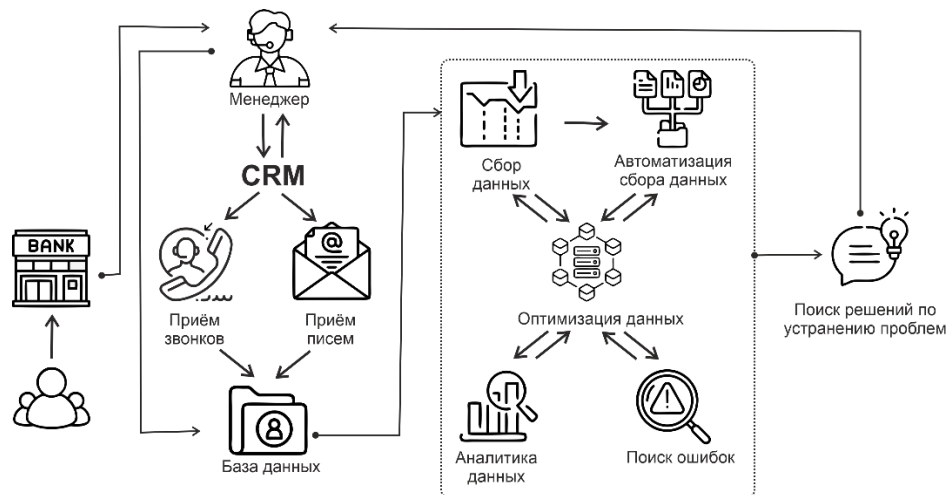 Менеджер
CRM
BANK
Приём
звонков
Приём
писем
База данных
Сбор
данных
Автоматизация
сбора данных
Оптимизация данных
Аналитика
данных
Поиск ошибок
Поиск решений по
устранению проблем
@